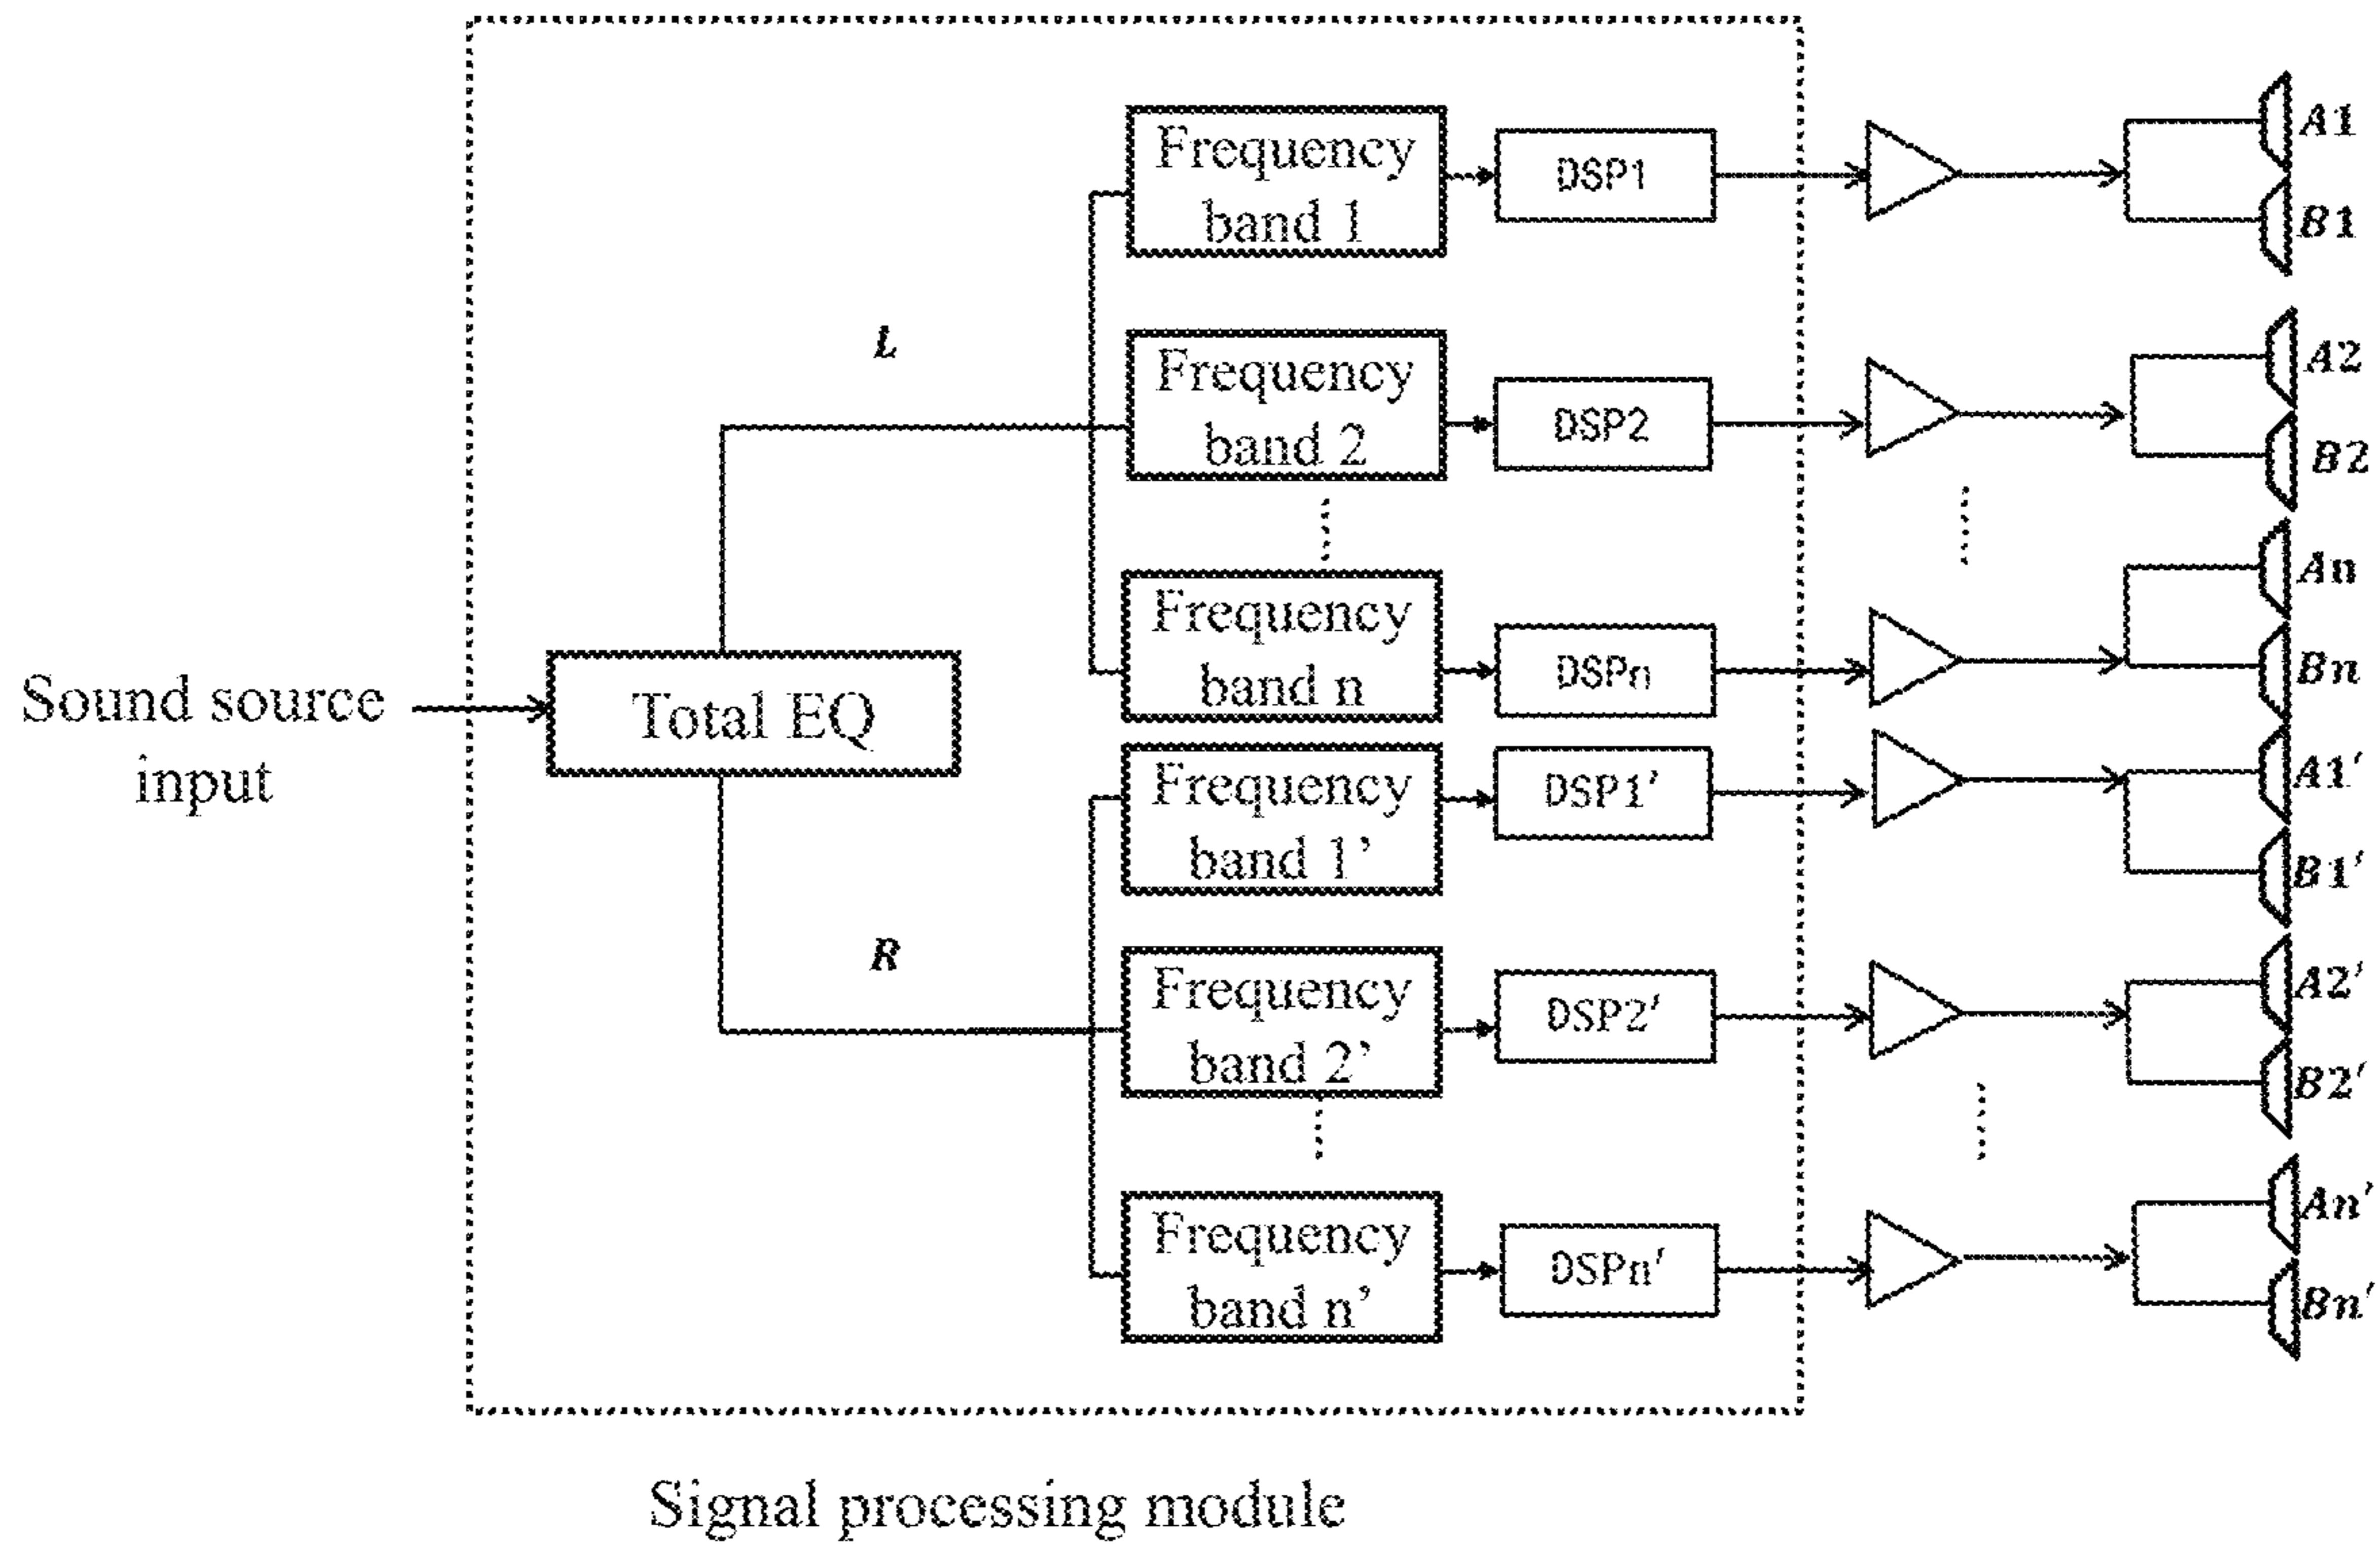 Frequency
band 1
DSP1
A1
B1
L
Frequency
band 2
DSP2
A2
B2
Frequency
band n
DSPn
An
Bn
Sound source
input
Total EQ
Frequency
band 1’
DSP1′
A1′
B1′
R
Frequency
band 2’
DSP2′
A2′
B2′
Frequency
band n’
DSPn′
An′
Bn′
Signal processing module